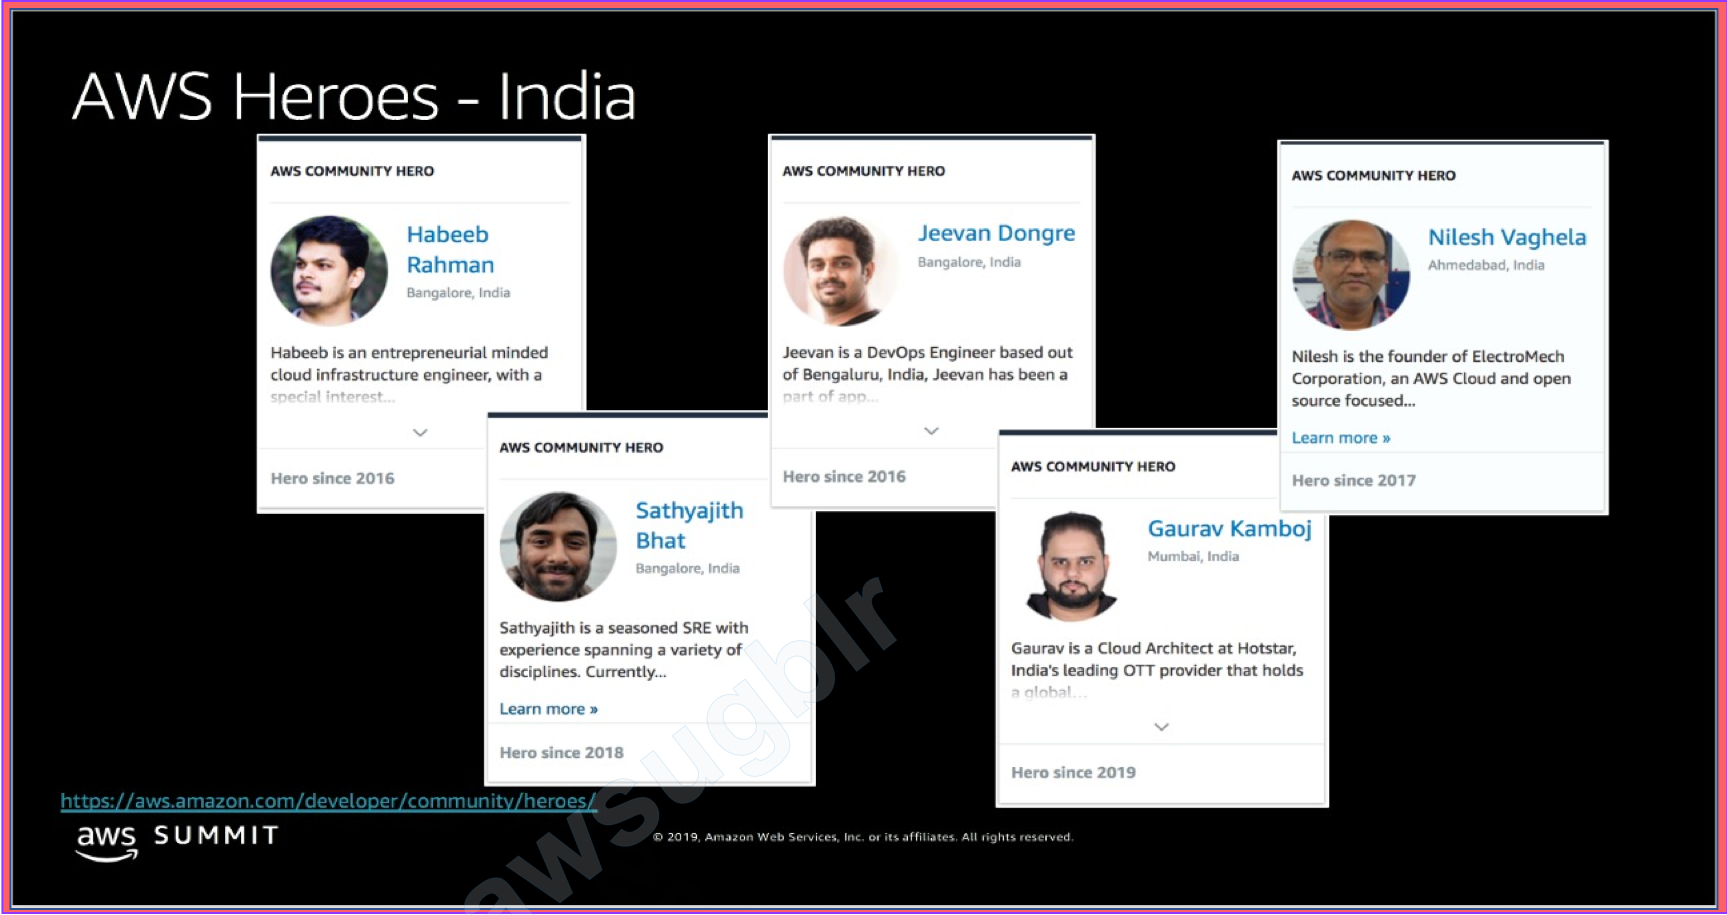 AWS Heroes - India
AWS COMMUNITY HERO
Habeeb
Rahman
Bangalore, India
Habeeb is an entrepreneurial minded
cloud infrastructure engineer, with a
special interest...
Hero since 2016
AWS COMMUNITY HERO
Jeevan Dongre
Bangalore, India
Jeevan is a DevOps Engineer based out
of Bengaluru, India, Jeevan has been a
part of app...
Hero since 2016
AWS COMMUNITY HERO
Nilesh Vaghela
Ahmedabad, India
Nilesh is the founder of ElectroMech
Corporation, an AWS Cloud and open
source focused...
Learn more »
Hero since 2017
AWS COMMUNITY HERO
Sathyajith
Bhat
Bangalore, India
Sathyajith is a seasoned SRE with
experience spanning a variety of
disciplines. Currently...
Learn more »
Hero since 2018
AWS COMMUNITY HERO
Gaurav Kamboj
Mumbai, India
Gaurav is a Cloud Architect at Hotstar,
India's leading OTT provider that holds
a global...
Hero since 2019
https://aws.amazon.com/developer/community/heroes/
aws SUMMIT
© 2019, Amazon Web Services, Inc. or its affiliates. All rights reserved.
awsugblr